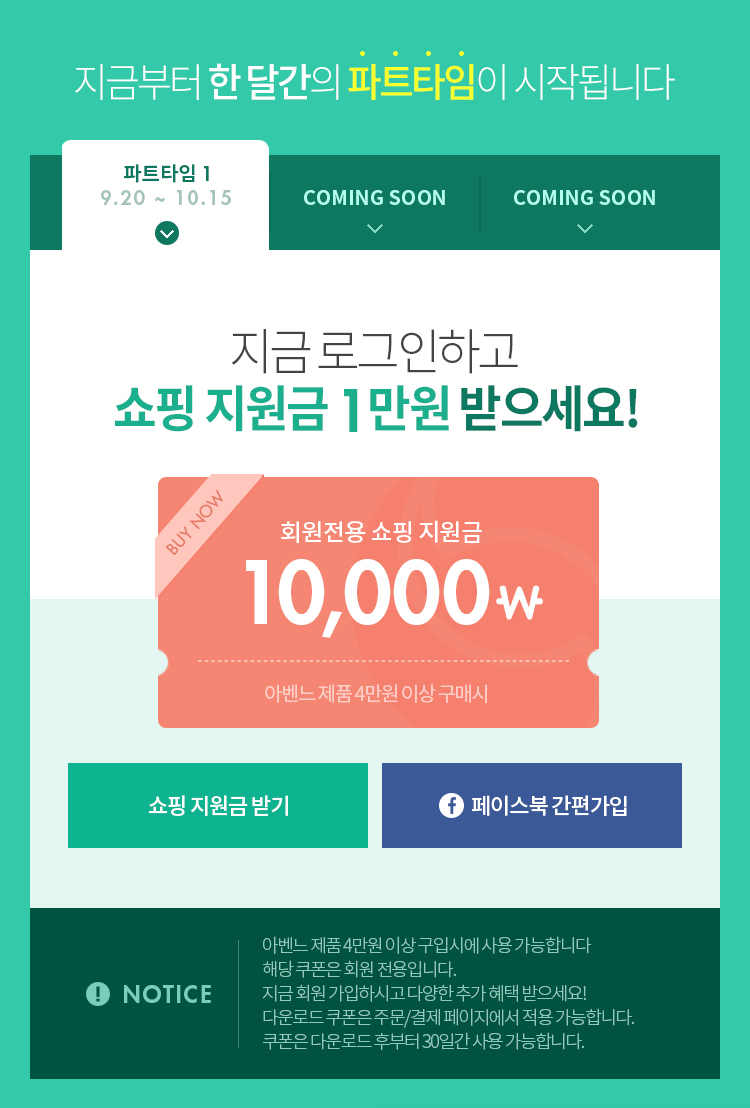 지금부터 한 달간의 파트타임이 시작됩니다
파트타임 1
9.20 ~ 10.15
COMING SOON
COMING SOON
지금 로그인하고
쇼핑 지원금 1만원 받으세요!
BUY NOW
회원전용 쇼핑 지원금
10,000₩
아벤느 제품 4만원 이상 구매시
쇼핑 지원금 받기
페이스북 간편가입
NOTICE
아벤느 제품 4만원 이상 구입시에 사용 가능합니다
해당 쿠폰은 회원 전용입니다.
지금 회원 가입하시고 다양한 추가 혜택 받으세요!
다운로드 쿠폰은 주문/결제 페이지에서 적용 가능합니다.
쿠폰은 다운로드 후부터 30일간 사용 가능합니다.